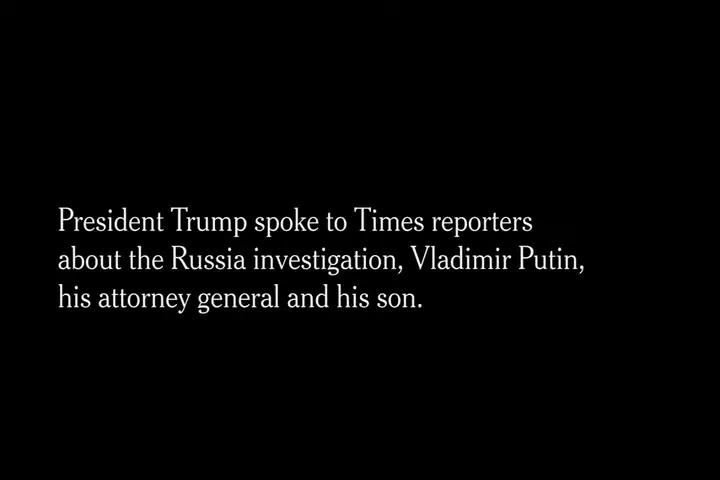 President Trump spoke to Times reporters
about the Russia investigation, Vladimir Putin,
his attorney general and his son.